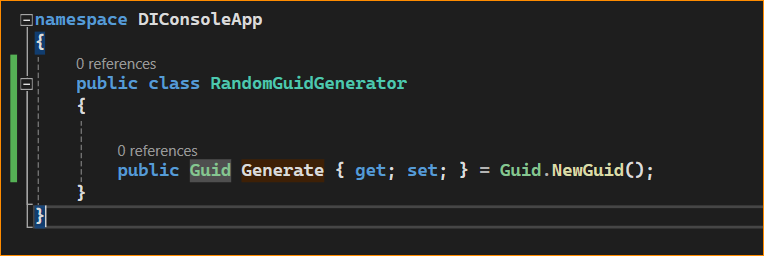 namespace DIConsoleApp
{
0 references
public class RandomGuidGenerator
{
0 references
public Guid Generate { get; set; } = Guid.NewGuid();
}
}